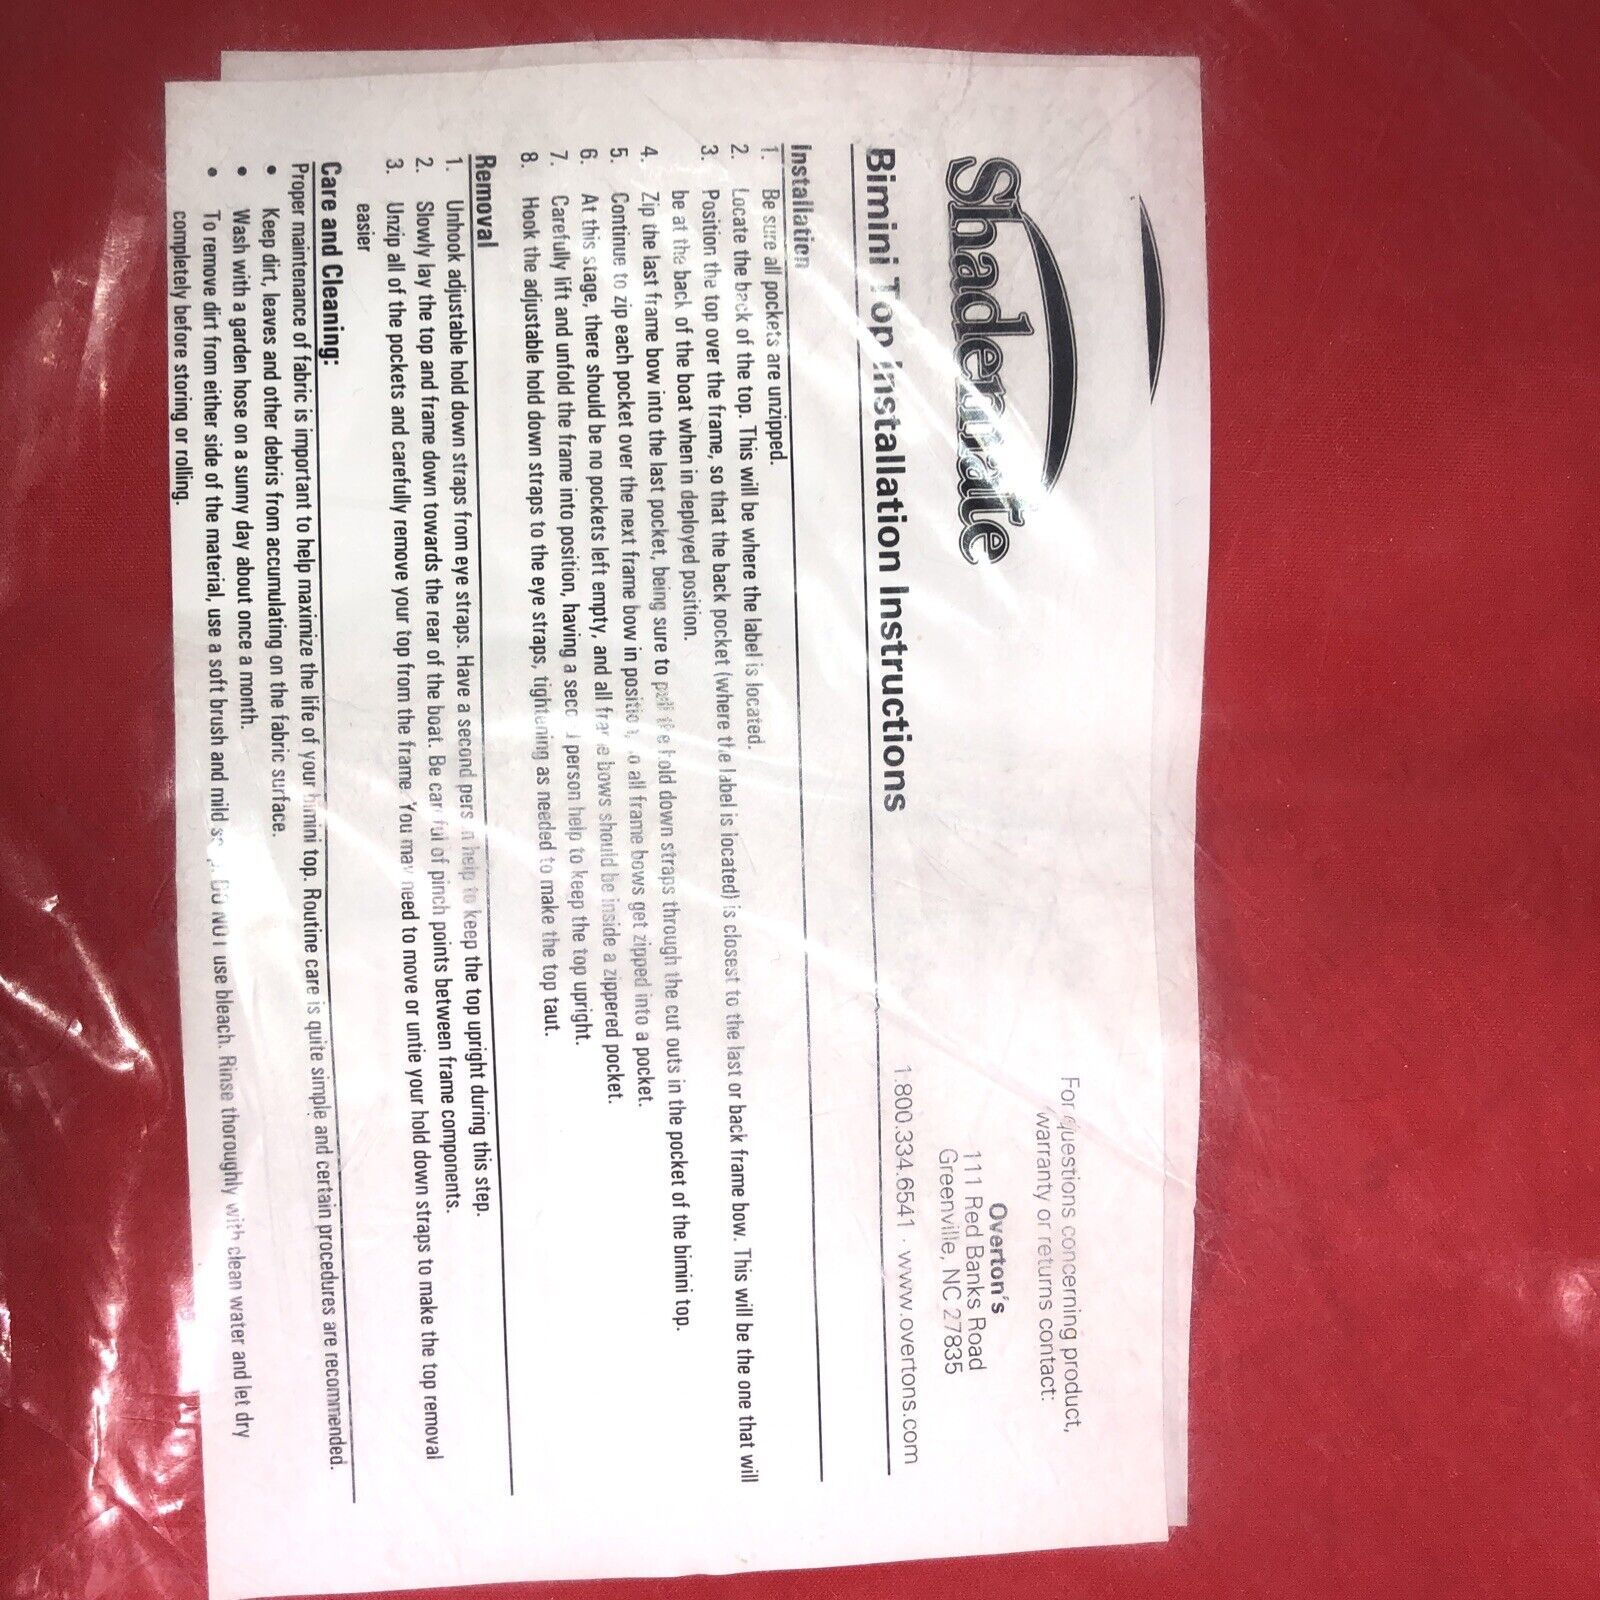 Shademate
For questions concerning product,
warranty or returns contact:
Overton's
111 Red Banks Road
Greenville, NC 27835
1.800.334.6541 · www.overtons.com
Bimini Top Installation Instructions
Installation
1. Be sure all pockets are unzipped.
2. Locate the back of the top. This will be where the label is located.
3. Position the top over the frame, so that the back pocket (where the label is located) is closest to the last or back frame bow. This will be the one that will
be at the back of the boat when in deployed position.
4. Zip the last frame bow into the last pocket, being sure to pull the hold down straps through the cut outs in the pocket of the bimini top.
5. Continue to zip each pocket over the next frame bow in position, so all frame bows get zipped into a pocket.
6. At this stage, there should be no pockets left empty, and all frame bows should be inside a zippered pocket.
7. Carefully lift and unfold the frame into position, having a second person help to keep the top upright.
8. Hook the adjustable hold down straps to the eye straps, tightening as needed to make the top taut.
Removal
1. Unhook adjustable hold down straps from eye straps. Have a second person help to keep the top upright during this step.
2. Slowly lay the top and frame down towards the rear of the boat. Be careful of pinch points between frame components.
3. Unzip all of the pockets and carefully remove your top from the frame. You may need to move or untie your hold down straps to make the top removal
easier
Care and Cleaning:
Proper maintenance of fabric is important to help maximize the life of your bimini top. Routine care is quite simple and certain procedures are recommended.
• Keep dirt, leaves and other debris from accumulating on the fabric surface.
• Wash with a garden hose on a sunny day about once a month.
• To remove dirt from either side of the material, use a soft brush and mild soap. DO NOT use bleach. Rinse thoroughly with clean water and let dry
completely before storing or rolling.